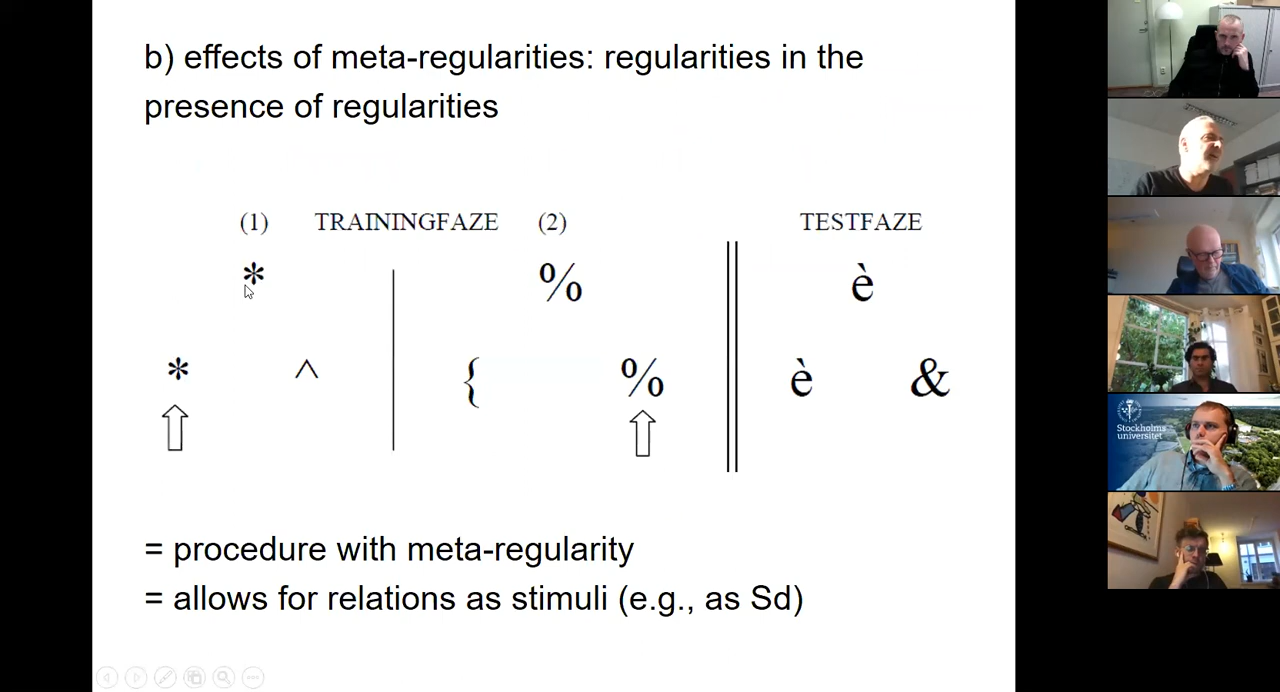 b) effects of meta-regularities: regularities in the
presence of regularities
(1) TRAININGFAZE (2) TESTFAZE
* % è
* ^ { % è &
= procedure with meta-regularity
= allows for relations as stimuli (e.g., as Sd)
Stockholms
universitet